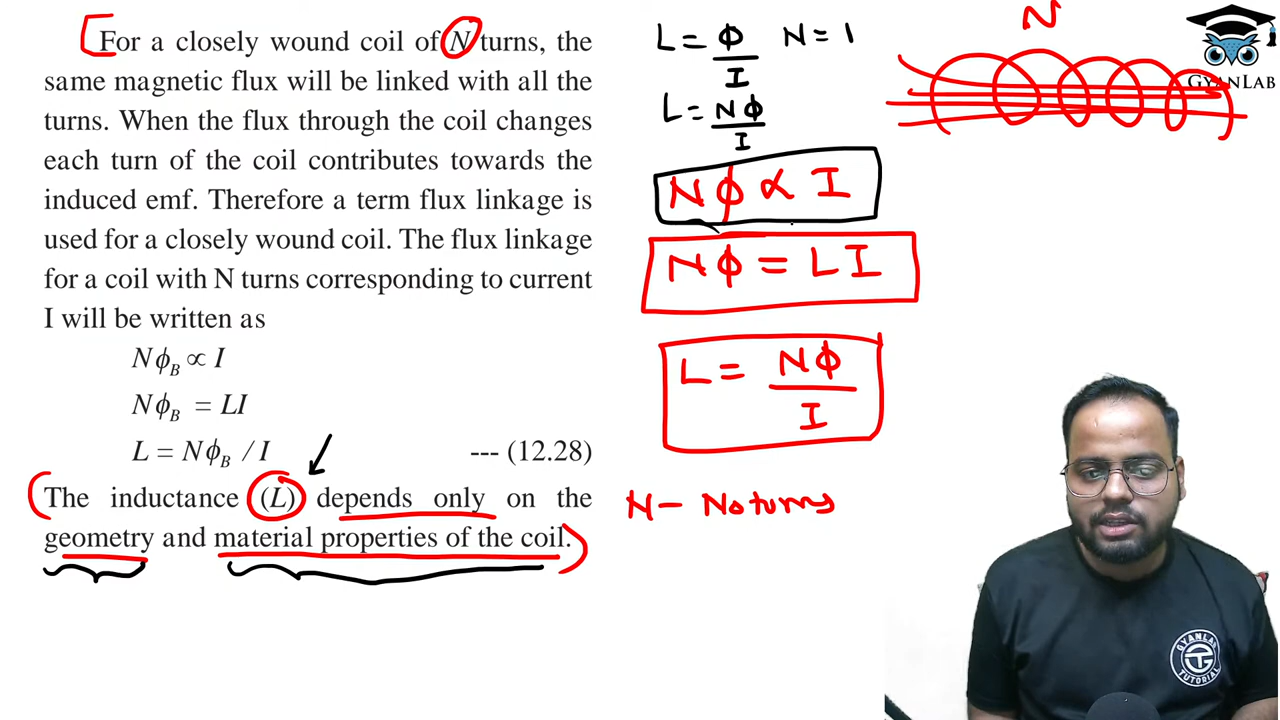 For a closely wound coil of N turns, the
same magnetic flux will be linked with all the
turns. When the flux through the coil changes
each turn of the coil contributes towards the
induced emf. Therefore a term flux linkage is
used for a closely wound coil. The flux linkage
for a coil with N turns corresponding to current
I will be written as
Nϕ_B ∝ I
Nϕ_B = LI
L = Nϕ_B / I --- (12.28)
The inductance (L) depends only on the
geometry and material properties of the coil.
L = ϕ/I N = 1
L = Nϕ/I
Nϕ ∝ I
Nϕ = LI
L = Nϕ/I
N - No turns
N
GYANLAB
GYANLAB
GT
TUTORIAL